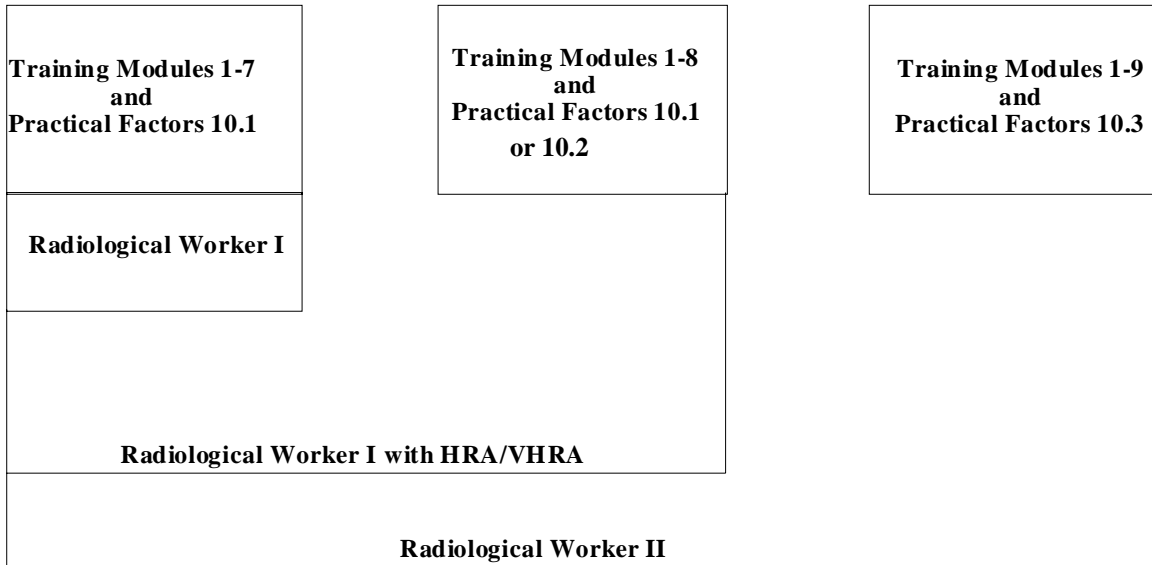 Training Modules 1-7
and
Practical Factors 10.1
Training Modules 1-8
and
Practical Factors 10.1
or 10.2
Training Modules 1-9
and
Practical Factors 10.3
Radiological Worker I
Radiological Worker I with HRA/VHRA
Radiological Worker II